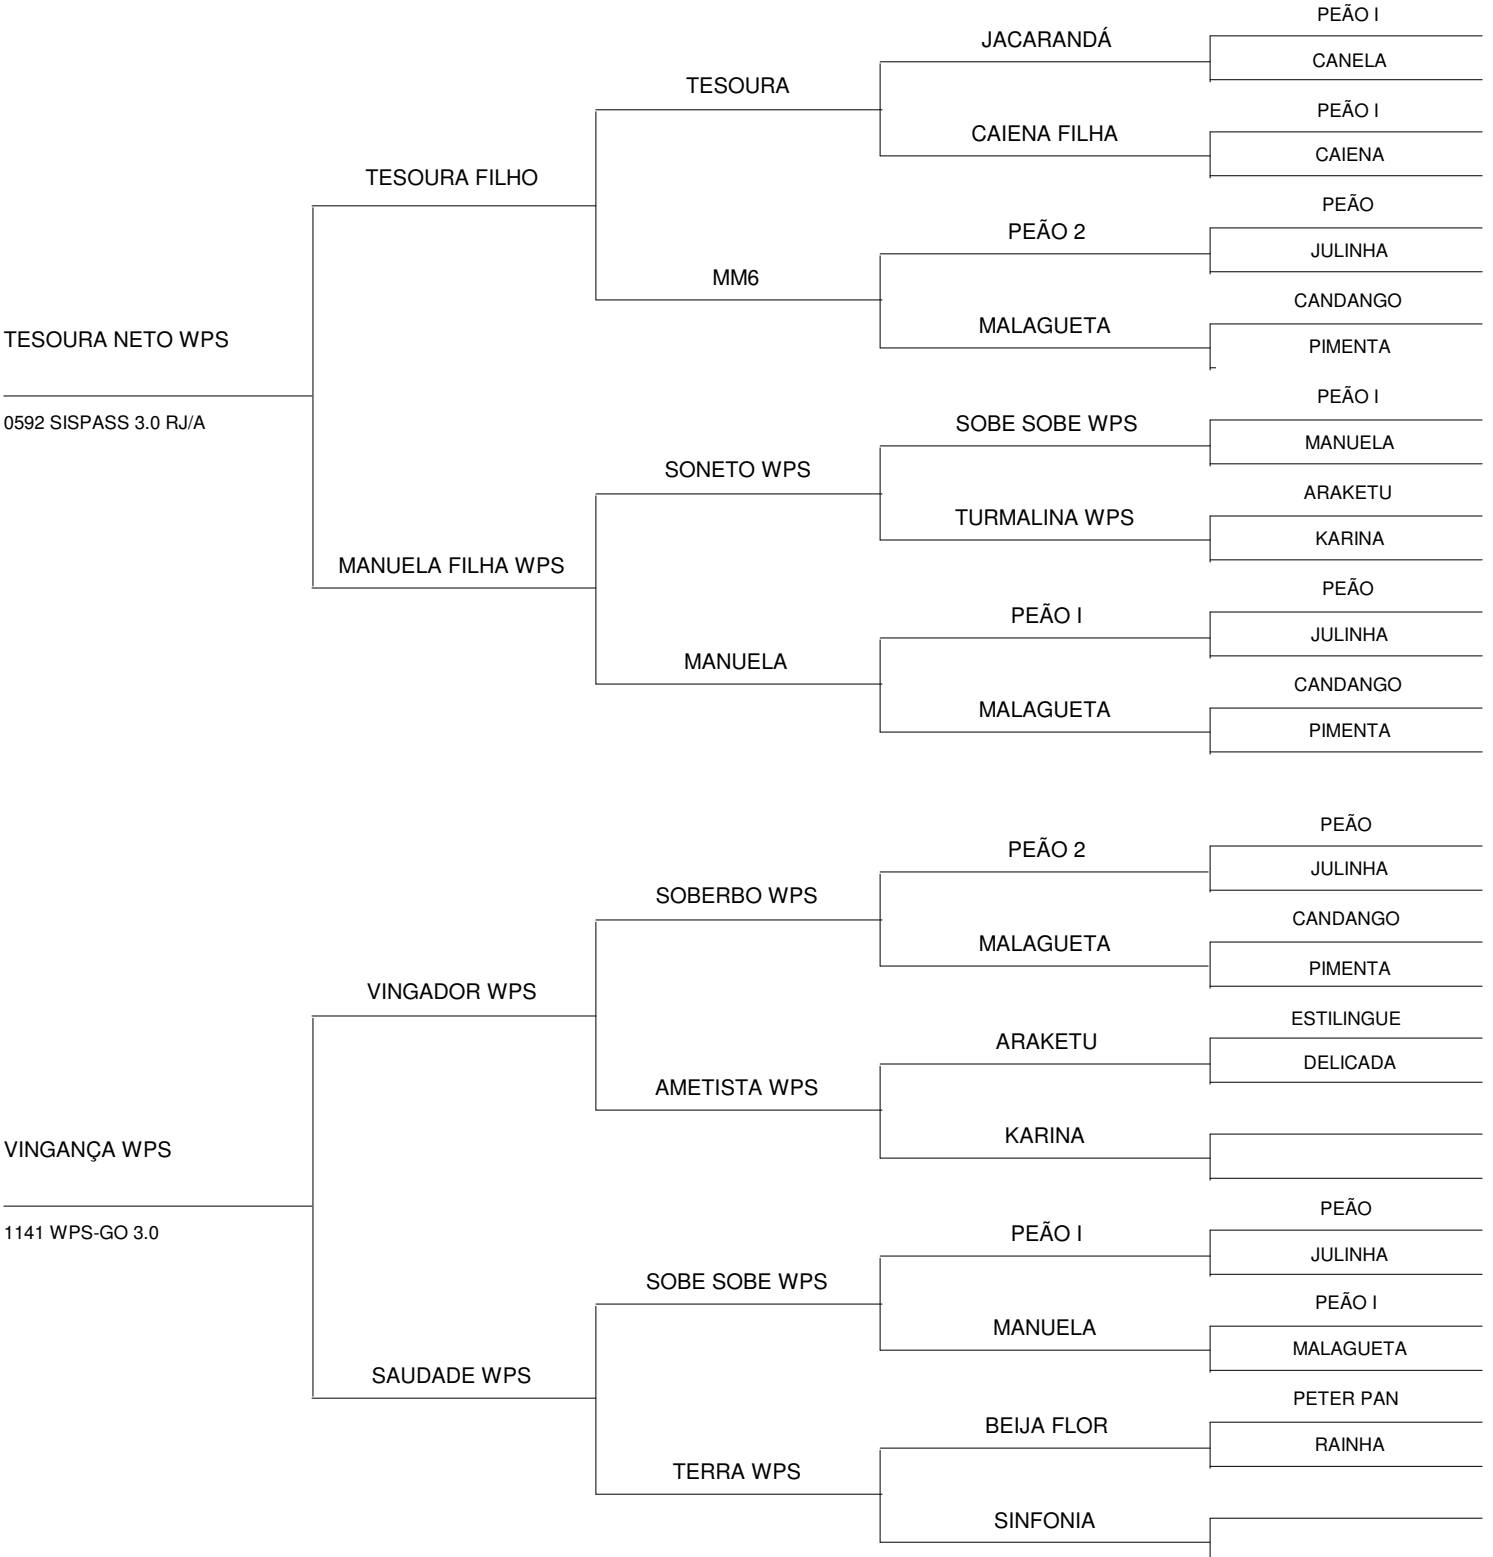 PEÃO I
JACARANDÁ
CANELA
TESOURA
PEÃO I
CAIENA FILHA
CAIENA
TESOURA FILHO
PEÃO
PEÃO 2
JULINHA
MM6
CANDANGO
MALAGUETA
PIMENTA
TESOURA NETO WPS
0592 SISPASS 3.0 RJ/A
PEÃO I
SOBE SOBE WPS
MANUELA
SONETO WPS
ARAKETU
TURMALINA WPS
KARINA
MANUELA FILHA WPS
PEÃO
PEÃO I
JULINHA
MANUELA
CANDANGO
MALAGUETA
PIMENTA
PEÃO
PEÃO 2
JULINHA
SOBERBO WPS
CANDANGO
MALAGUETA
PIMENTA
VINGADOR WPS
ESTILINGUE
ARAKETU
DELICADA
AMETISTA WPS
KARINA
VINGANÇA WPS
1141 WPS-GO 3.0
PEÃO
PEÃO I
JULINHA
SOBE SOBE WPS
PEÃO I
MANUELA
MALAGUETA
SAUDADE WPS
PETER PAN
BEIJA FLOR
RAINHA
TERRA WPS
SINFONIA